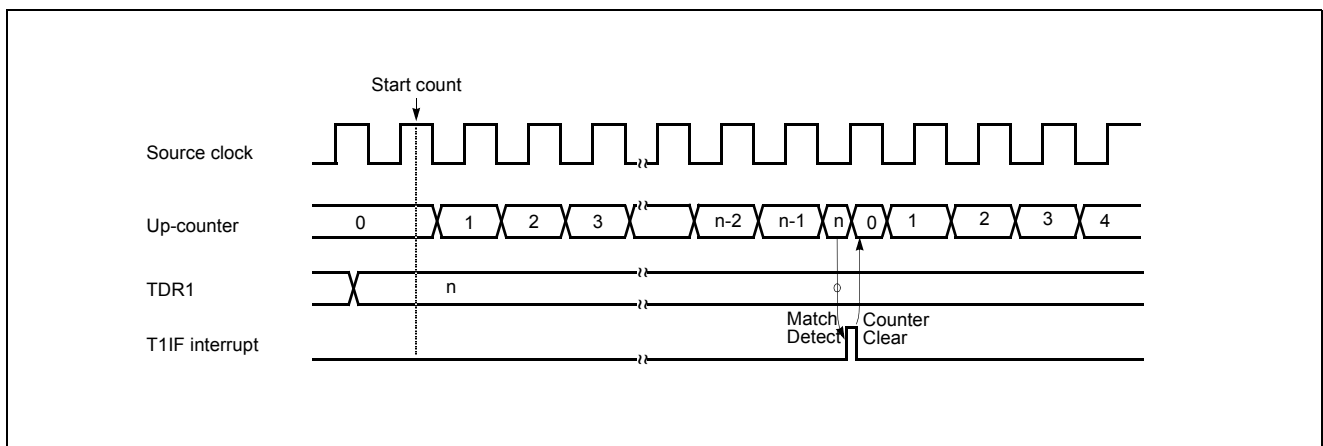 Start count
Source clock
Up-counter 0 1 2 3 n-2 n-1 n 0 1 2 3 4
TDR1 n
Match Counter
Detect Clear
T1IF interrupt